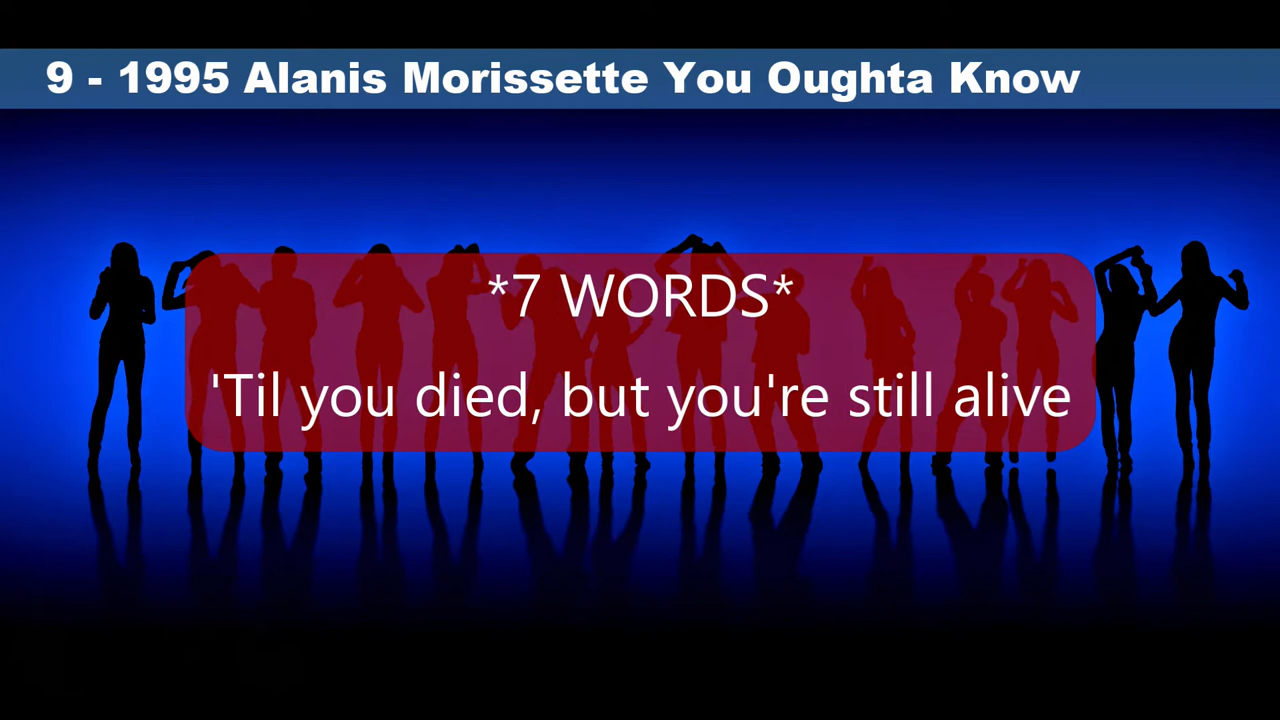 9 - 1995 Alanis Morissette You Oughta Know
*7 WORDS*
'Til you died, but you're still alive